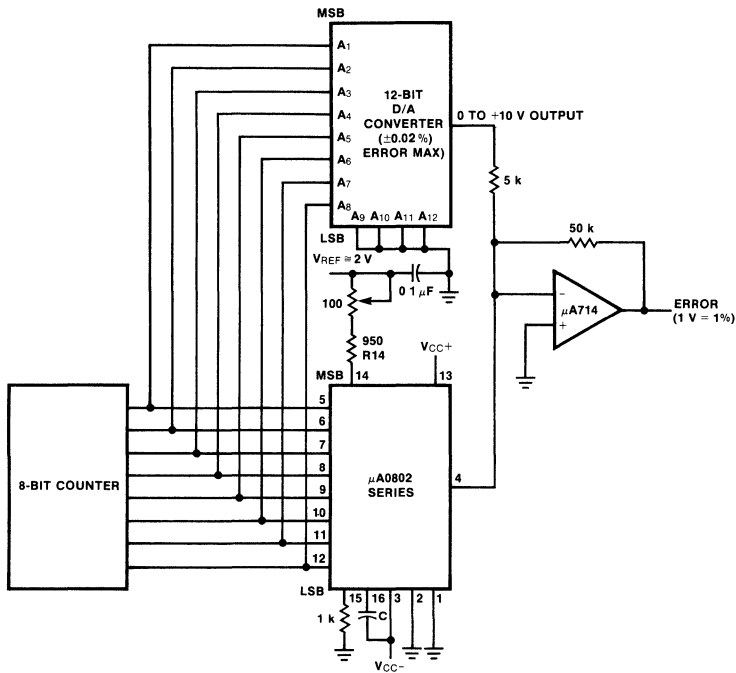 MSB
A1
A2
A3
A4
A5
A6
A7
A8
12-BIT
D/A
CONVERTER
(±0.02%)
ERROR MAX)
A9 A10 A11 A12
LSB
0 TO +10 V OUTPUT
5 k
50 k
VREF ≅ 2 V
0 1 μF
100
950
R14
μA714
−
+
ERROR
(1 V = 1%)
VCC+
MSB
14
13
8-BIT COUNTER
5
6
7
8
9
10
11
12
μA0802
SERIES
4
LSB
15 16 3 2 1
1 k
C
VCC−